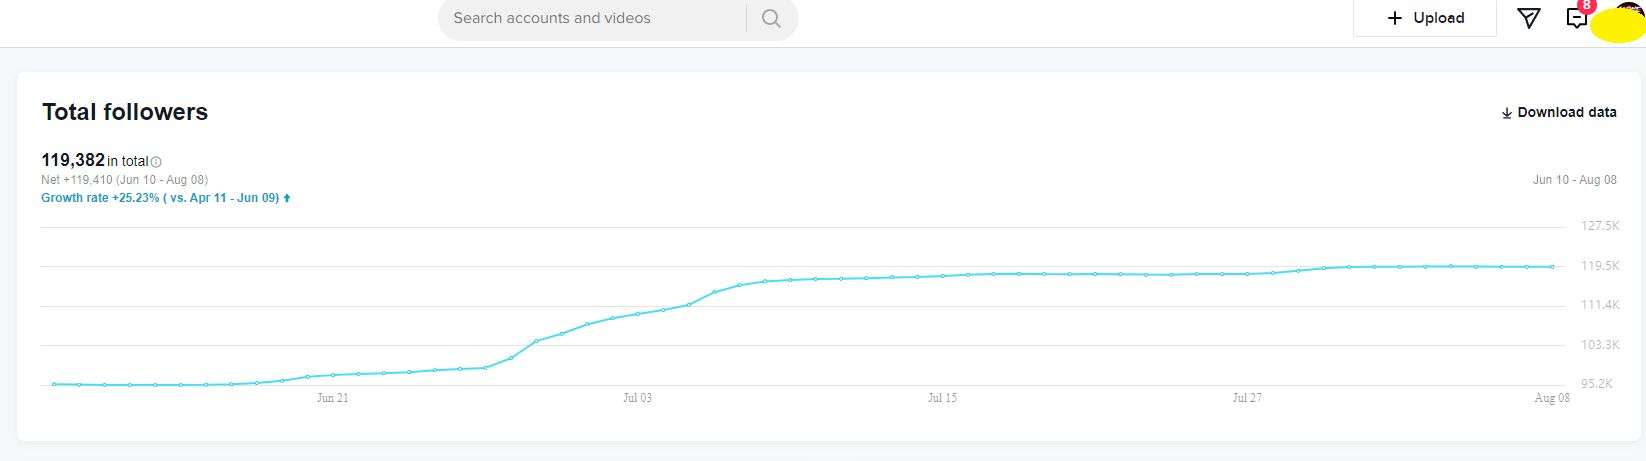 Search accounts and videos
+ Upload
8
Total followers
Download data
119,382 in total
Net +119,410 (Jun 10 - Aug 08)
Jun 10 - Aug 08
Growth rate +25.23% ( vs. Apr 11 - Jun 09)
127.5K
119.5K
111.4K
103.3K
95.2K
Jun 21 Jul 03 Jul 15 Jul 27 Aug 08